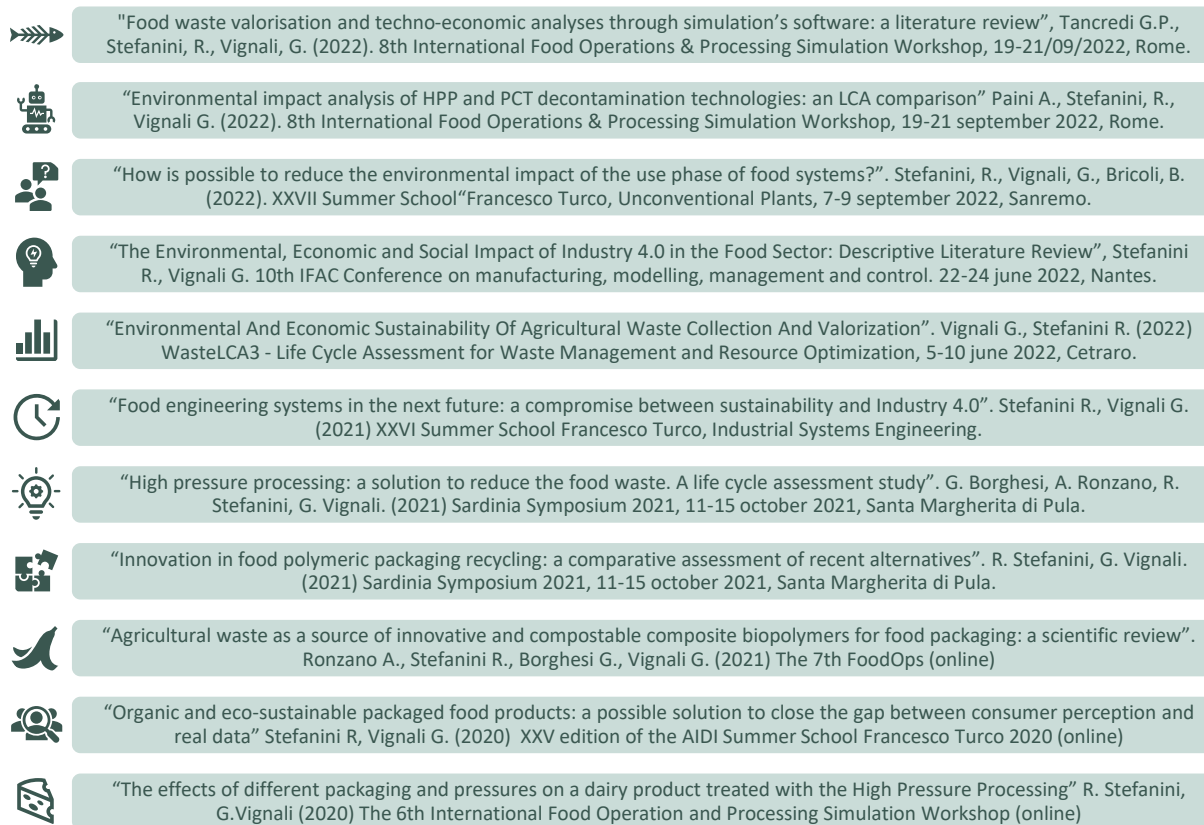 "Food waste valorisation and techno-economic analyses through simulation’s software: a literature review”, Tancredi G.P.,
Stefanini, R., Vignali, G. (2022). 8th International Food Operations & Processing Simulation Workshop, 19-21/09/2022, Rome.
“Environmental impact analysis of HPP and PCT decontamination technologies: an LCA comparison” Paini A., Stefanini, R.,
Vignali G. (2022). 8th International Food Operations & Processing Simulation Workshop, 19-21 september 2022, Rome.
?
“How is possible to reduce the environmental impact of the use phase of food systems?”. Stefanini, R., Vignali, G., Bricoli, B.
(2022). XXVII Summer School“Francesco Turco, Unconventional Plants, 7-9 september 2022, Sanremo.
“The Environmental, Economic and Social Impact of Industry 4.0 in the Food Sector: Descriptive Literature Review”, Stefanini
R., Vignali G. 10th IFAC Conference on manufacturing, modelling, management and control. 22-24 june 2022, Nantes.
“Environmental And Economic Sustainability Of Agricultural Waste Collection And Valorization”. Vignali G., Stefanini R. (2022)
WasteLCA3 - Life Cycle Assessment for Waste Management and Resource Optimization, 5-10 june 2022, Cetraro.
“Food engineering systems in the next future: a compromise between sustainability and Industry 4.0”. Stefanini R., Vignali G.
(2021) XXVI Summer School Francesco Turco, Industrial Systems Engineering.
“High pressure processing: a solution to reduce the food waste. A life cycle assessment study”. G. Borghesi, A. Ronzano, R.
Stefanini, G. Vignali. (2021) Sardinia Symposium 2021, 11-15 october 2021, Santa Margherita di Pula.
“Innovation in food polymeric packaging recycling: a comparative assessment of recent alternatives”. R. Stefanini, G. Vignali.
(2021) Sardinia Symposium 2021, 11-15 october 2021, Santa Margherita di Pula.
“Agricultural waste as a source of innovative and compostable composite biopolymers for food packaging: a scientific review”.
Ronzano A., Stefanini R., Borghesi G., Vignali G. (2021) The 7th FoodOps (online)
“Organic and eco-sustainable packaged food products: a possible solution to close the gap between consumer perception and
real data” Stefanini R, Vignali G. (2020) XXV edition of the AIDI Summer School Francesco Turco 2020 (online)
“The effects of different packaging and pressures on a dairy product treated with the High Pressure Processing” R. Stefanini,
G.Vignali (2020) The 6th International Food Operation and Processing Simulation Workshop (online)